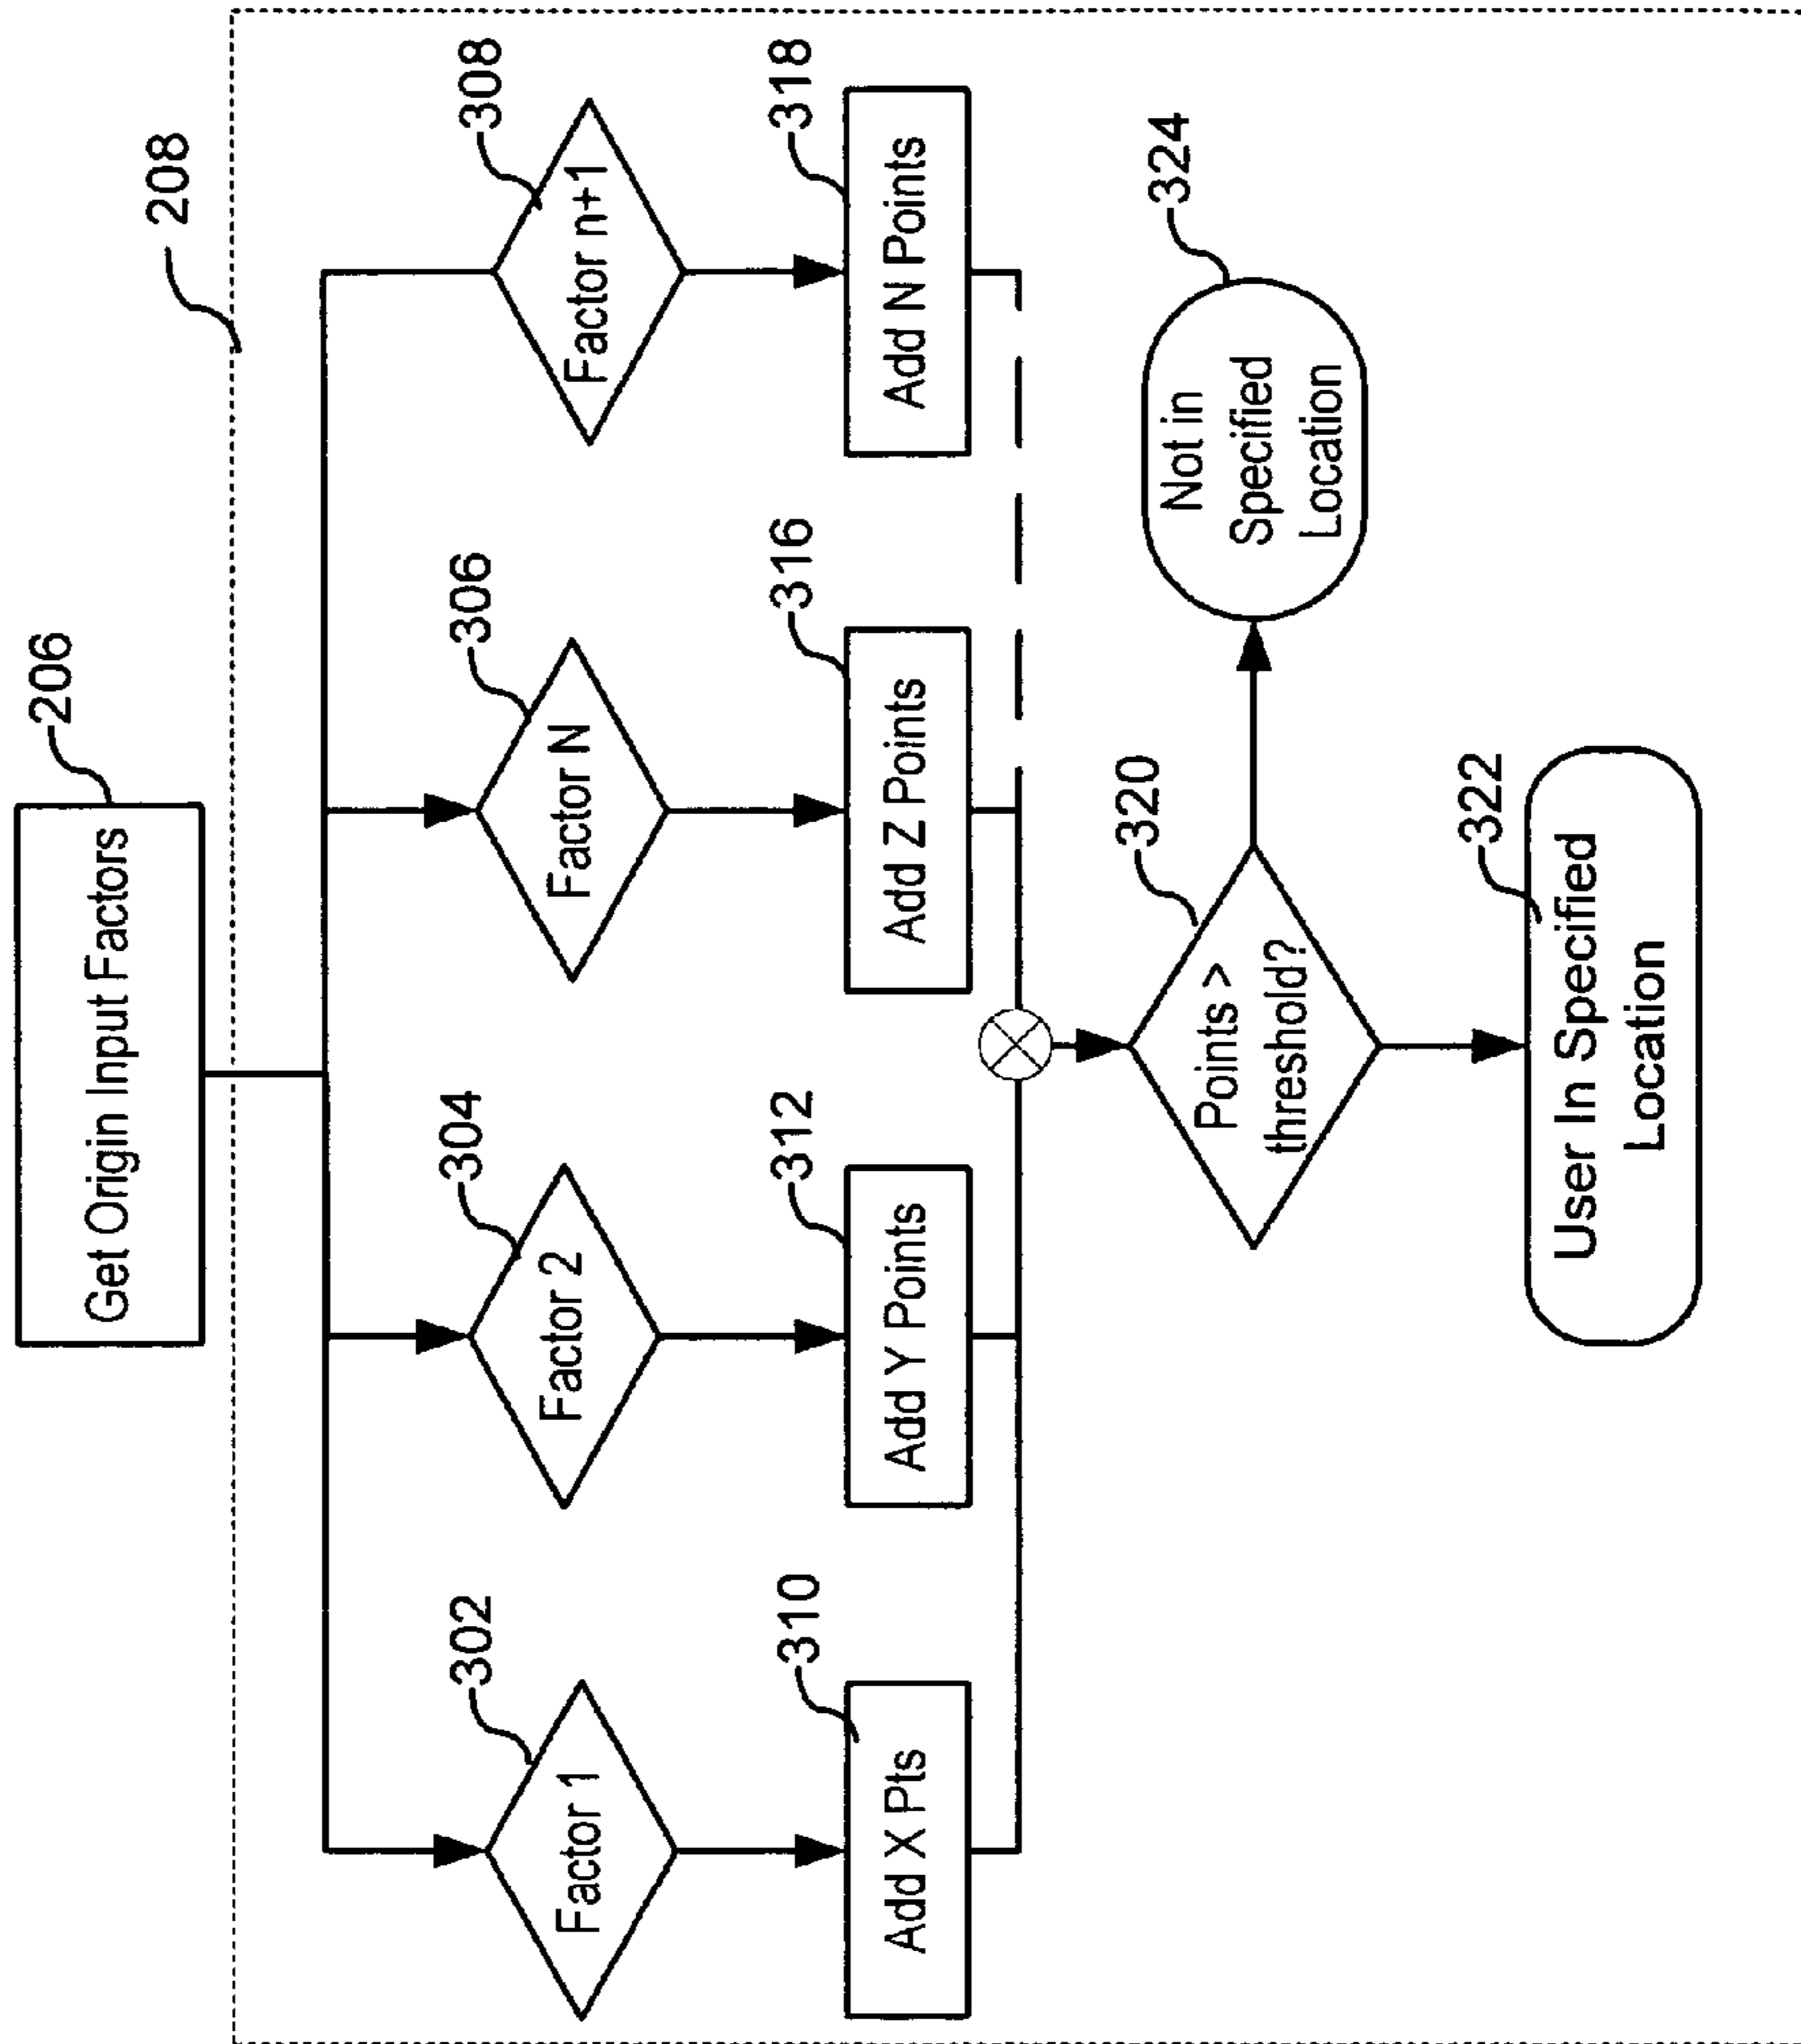 Get Origin Input Factors
206
208
Factor 1
302
Factor 2
304
Factor N
306
Factor n+1
308
Add X Pts
310
Add Y Points
312
Add Z Points
316
Add N Points
318
Points >
threshold?
320
Not in
Specified
Location
324
User In Specified
Location
322